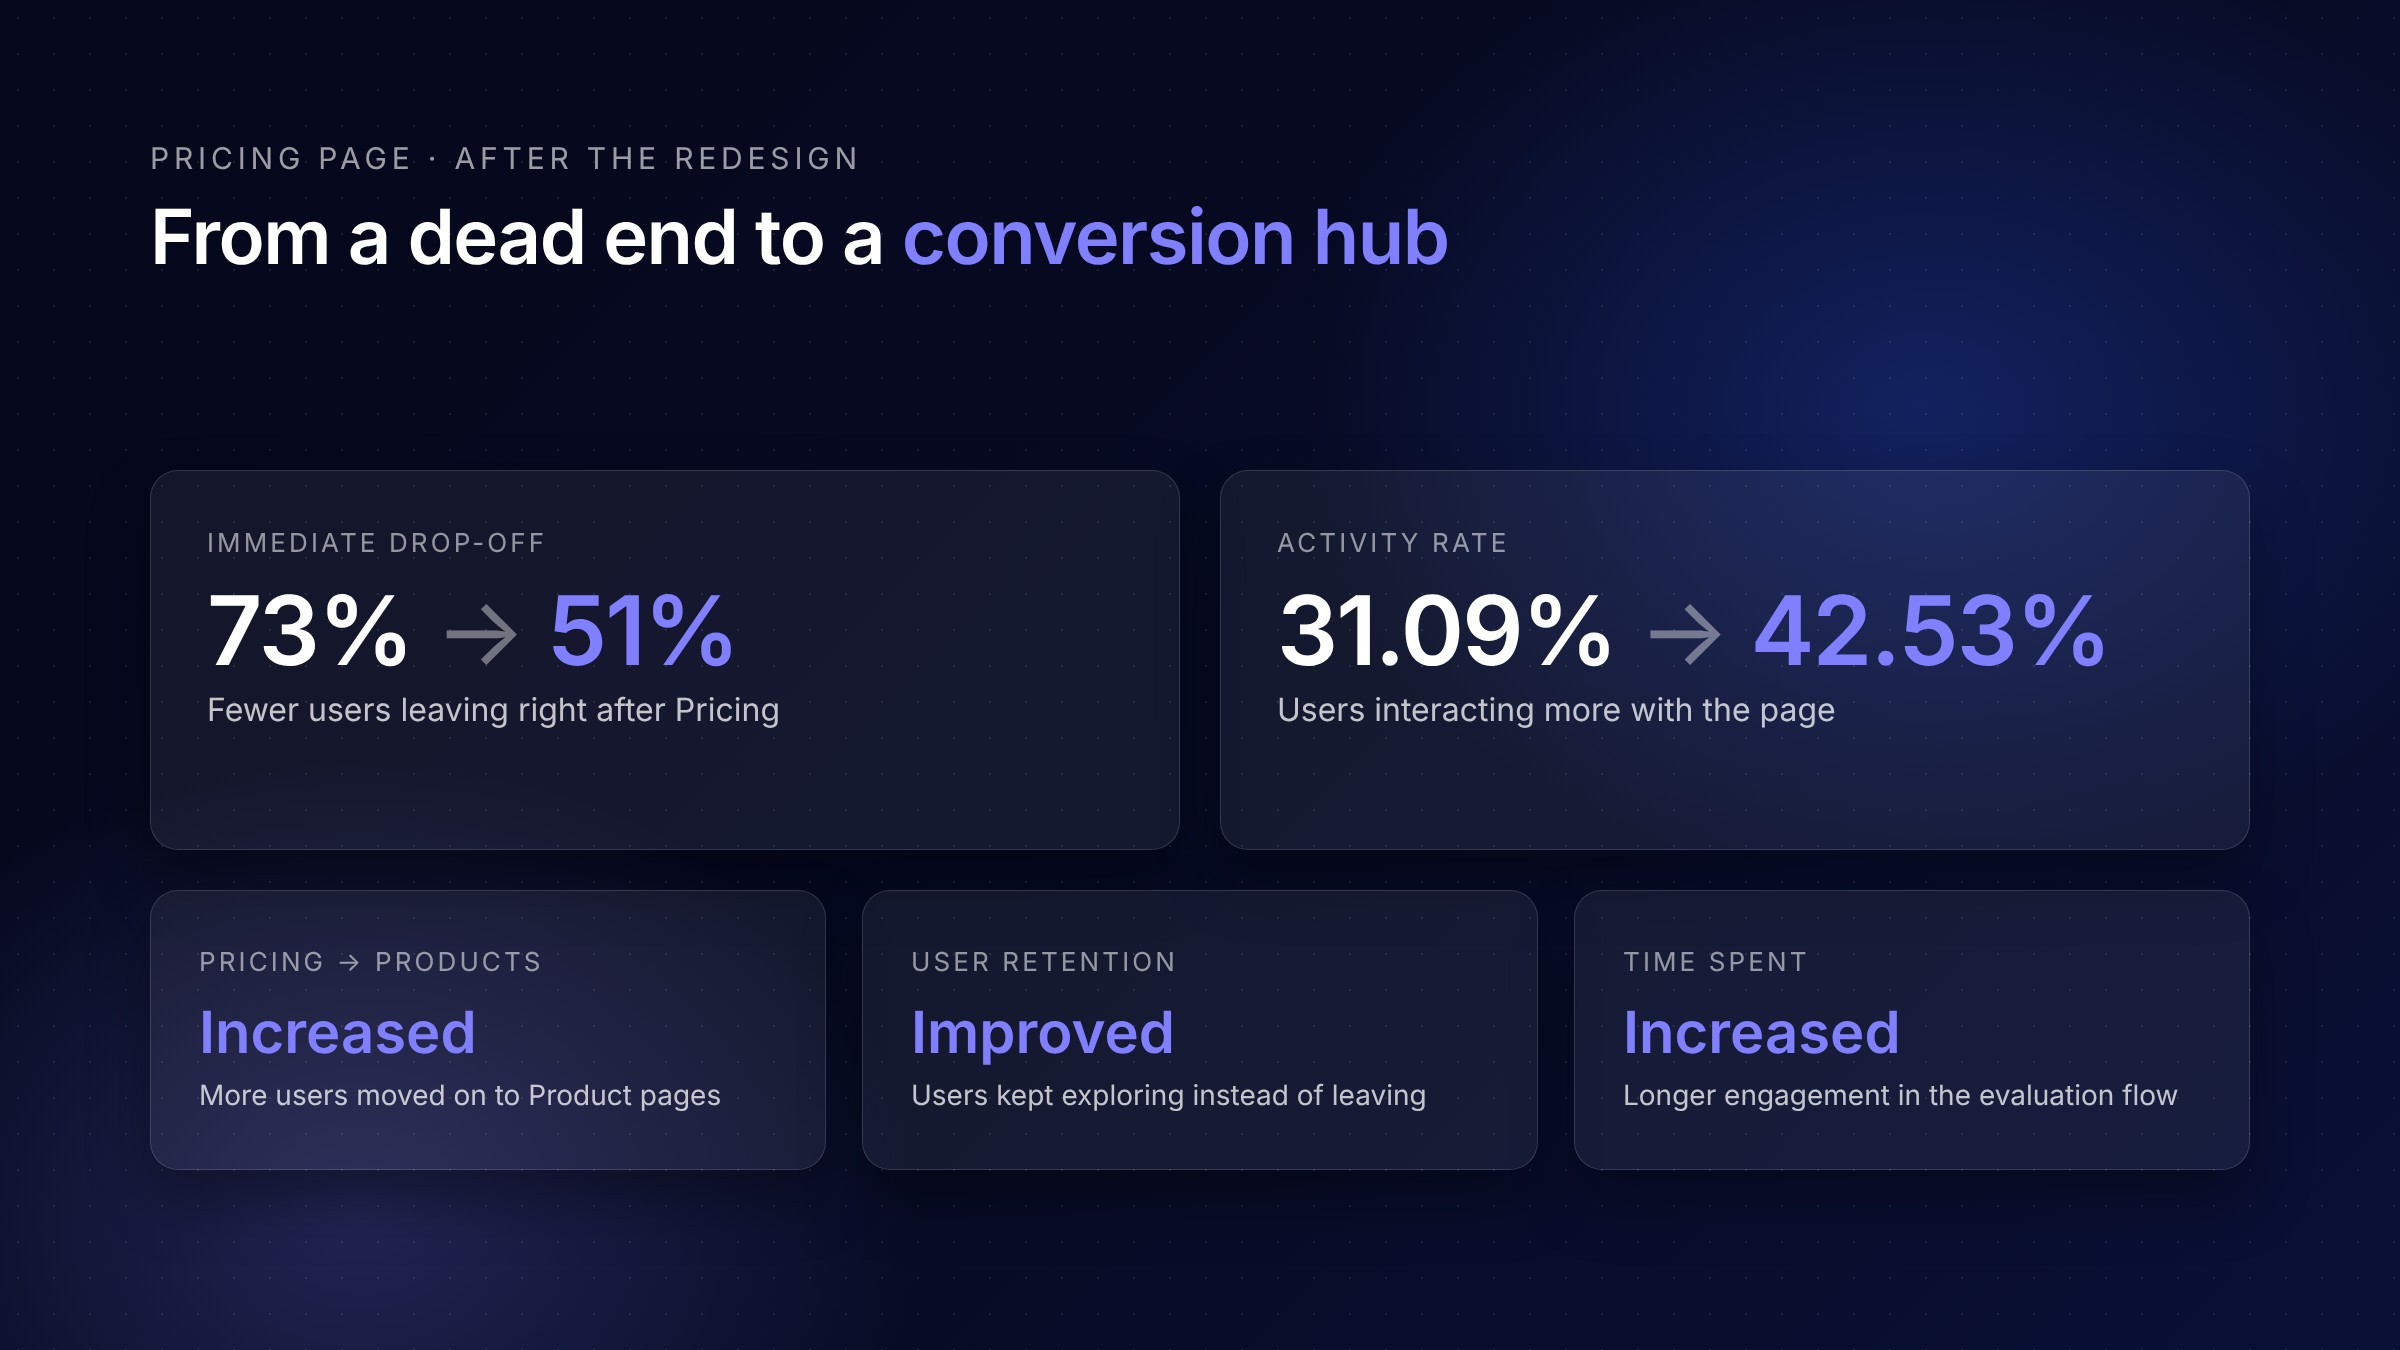 PRICING PAGE · AFTER THE REDESIGN
From a dead end to a conversion hub
IMMEDIATE DROP-OFF
73% → 51%
Fewer users leaving right after Pricing
ACTIVITY RATE
31.09% → 42.53%
Users interacting more with the page
PRICING → PRODUCTS
Increased
More users moved on to Product pages
USER RETENTION
Improved
Users kept exploring instead of leaving
TIME SPENT
Increased
Longer engagement in the evaluation flow